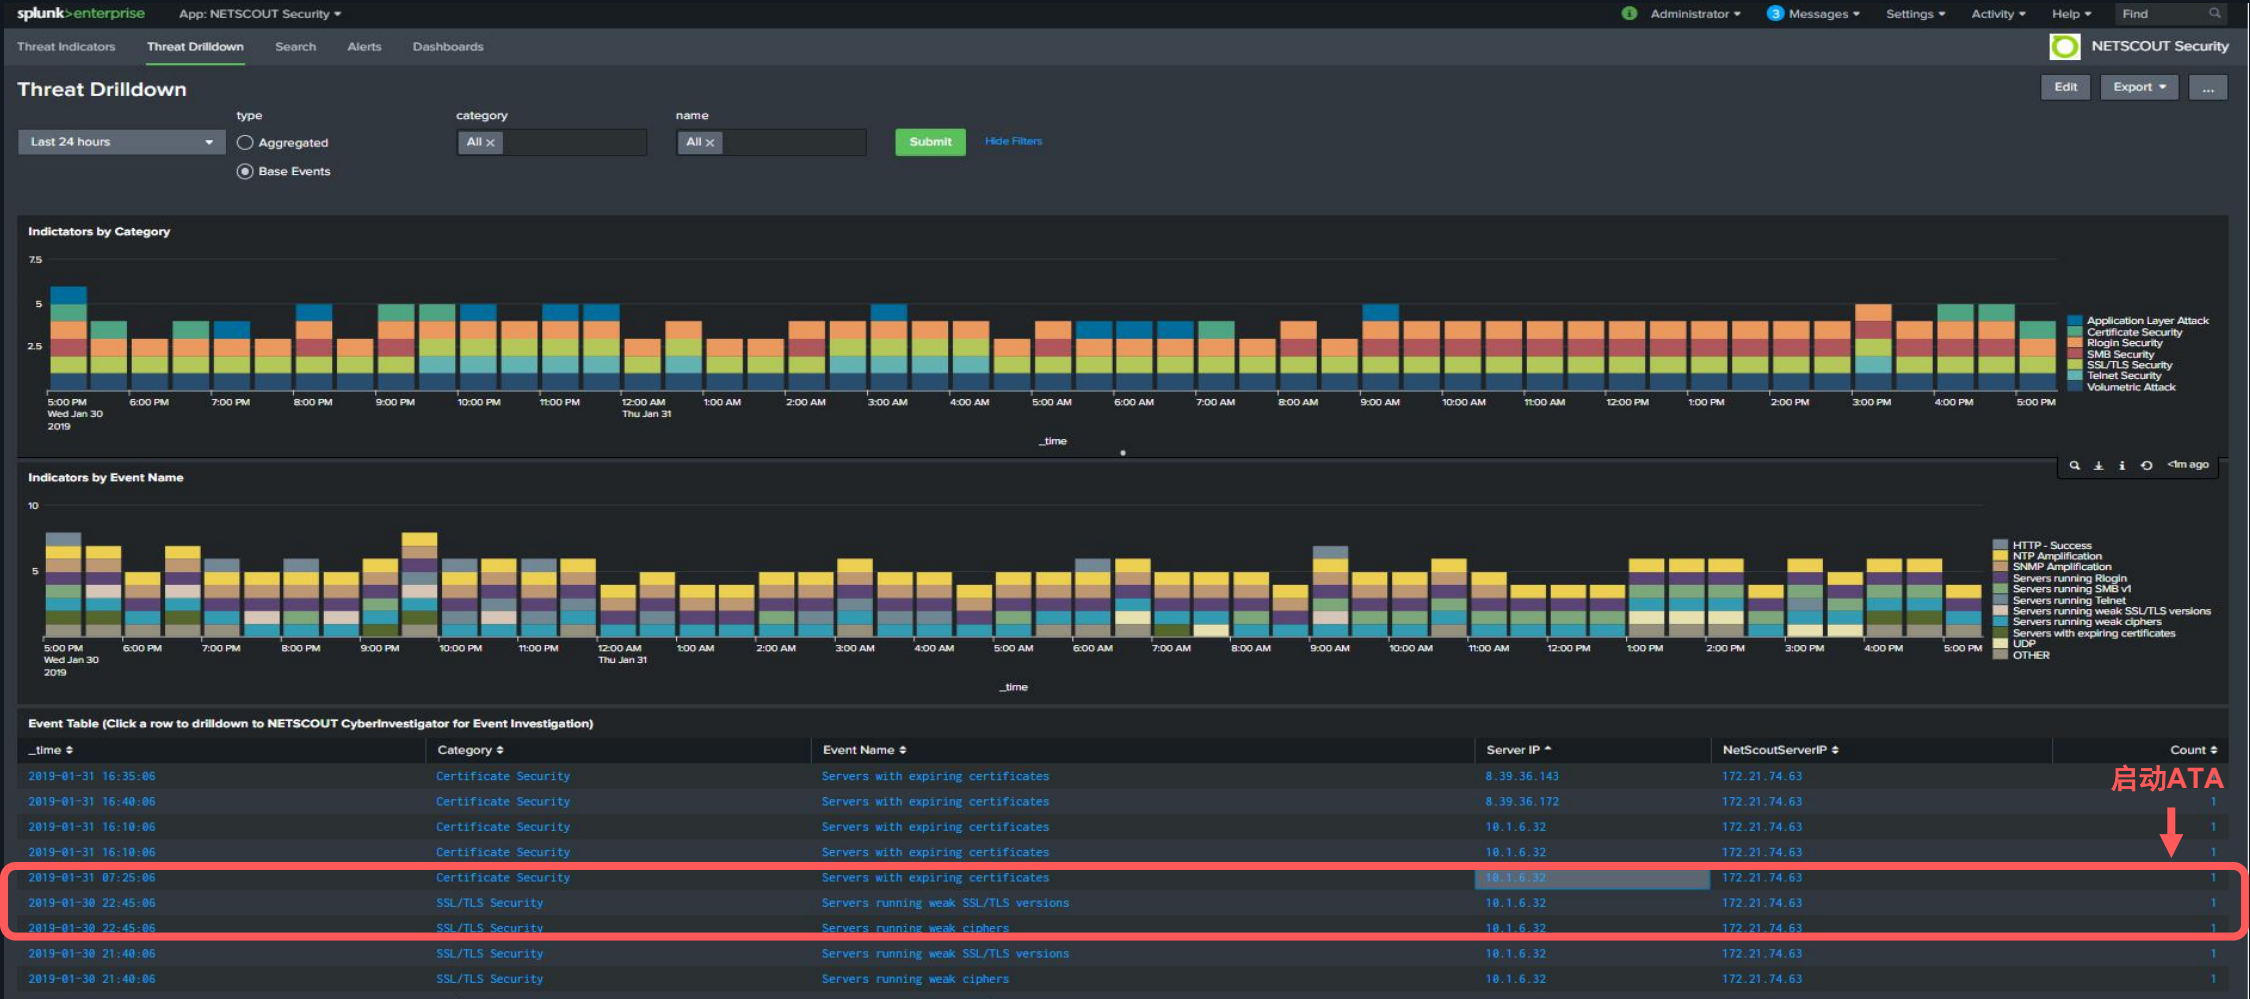 splunk>enterprise App: NETSCOUT Security Administrator 3 Messages Settings Activity Help Find
Threat Indicators Threat Drilldown Search Alerts Dashboards NETSCOUT Security
Threat Drilldown Edit Export ...
type category name
Last 24 hours Aggregated All × All × Submit Hide Filters
Base Events
Indictators by Category
7.5
5
2.5
Application Layer Attack
Certificate Security
Rlogin Security
SMB Security
SSL/TLS Security
Telnet Security
Volumetric Attack
5:00 PM 6:00 PM 7:00 PM 8:00 PM 9:00 PM 10:00 PM 11:00 PM 12:00 AM 1:00 AM 2:00 AM 3:00 AM 4:00 AM 5:00 AM 6:00 AM 7:00 AM 8:00 AM 9:00 AM 10:00 AM 11:00 AM 12:00 PM 1:00 PM 2:00 PM 3:00 PM 4:00 PM 5:00 PM
Wed Jan 30 Thu Jan 31
2019
_time
<1m ago
Indicators by Event Name
10
5
HTTP - Success
NTP Amplification
SNMP Amplification
Servers running Rlogin
Servers running SMB v1
Servers running Telnet
Servers running weak SSL/TLS versions
Servers running weak ciphers
Servers with expiring certificates
UDP
OTHER
5:00 PM 6:00 PM 7:00 PM 8:00 PM 9:00 PM 10:00 PM 11:00 PM 12:00 AM 1:00 AM 2:00 AM 3:00 AM 4:00 AM 5:00 AM 6:00 AM 7:00 AM 8:00 AM 9:00 AM 10:00 AM 11:00 AM 12:00 PM 1:00 PM 2:00 PM 3:00 PM 4:00 PM 5:00 PM
Wed Jan 30 Thu Jan 31
2019
_time
Event Table (Click a row to drilldown to NETSCOUT CyberInvestigator for Event Investigation)
_time Category Event Name Server IP NetScoutServerIP Count
2019-01-31 16:35:06 Certificate Security Servers with expiring certificates 8.39.36.143 172.21.74.63
启动ATA
2019-01-31 16:40:06 Certificate Security Servers with expiring certificates 8.39.36.172 172.21.74.63 1
2019-01-31 16:10:06 Certificate Security Servers with expiring certificates 10.1.6.32 172.21.74.63 1
2019-01-31 16:10:06 Certificate Security Servers with expiring certificates 10.1.6.32 172.21.74.63 1
2019-01-31 07:25:06 Certificate Security Servers with expiring certificates 10.1.6.32 172.21.74.63 1
2019-01-30 22:45:06 SSL/TLS Security Servers running weak SSL/TLS versions 10.1.6.32 172.21.74.63 1
2019-01-30 22:45:06 SSL/TLS Security Servers running weak ciphers 10.1.6.32 172.21.74.63 1
2019-01-30 21:40:06 SSL/TLS Security Servers running weak SSL/TLS versions 10.1.6.32 172.21.74.63 1
2019-01-30 21:40:06 SSL/TLS Security Servers running weak ciphers 10.1.6.32 172.21.74.63 1